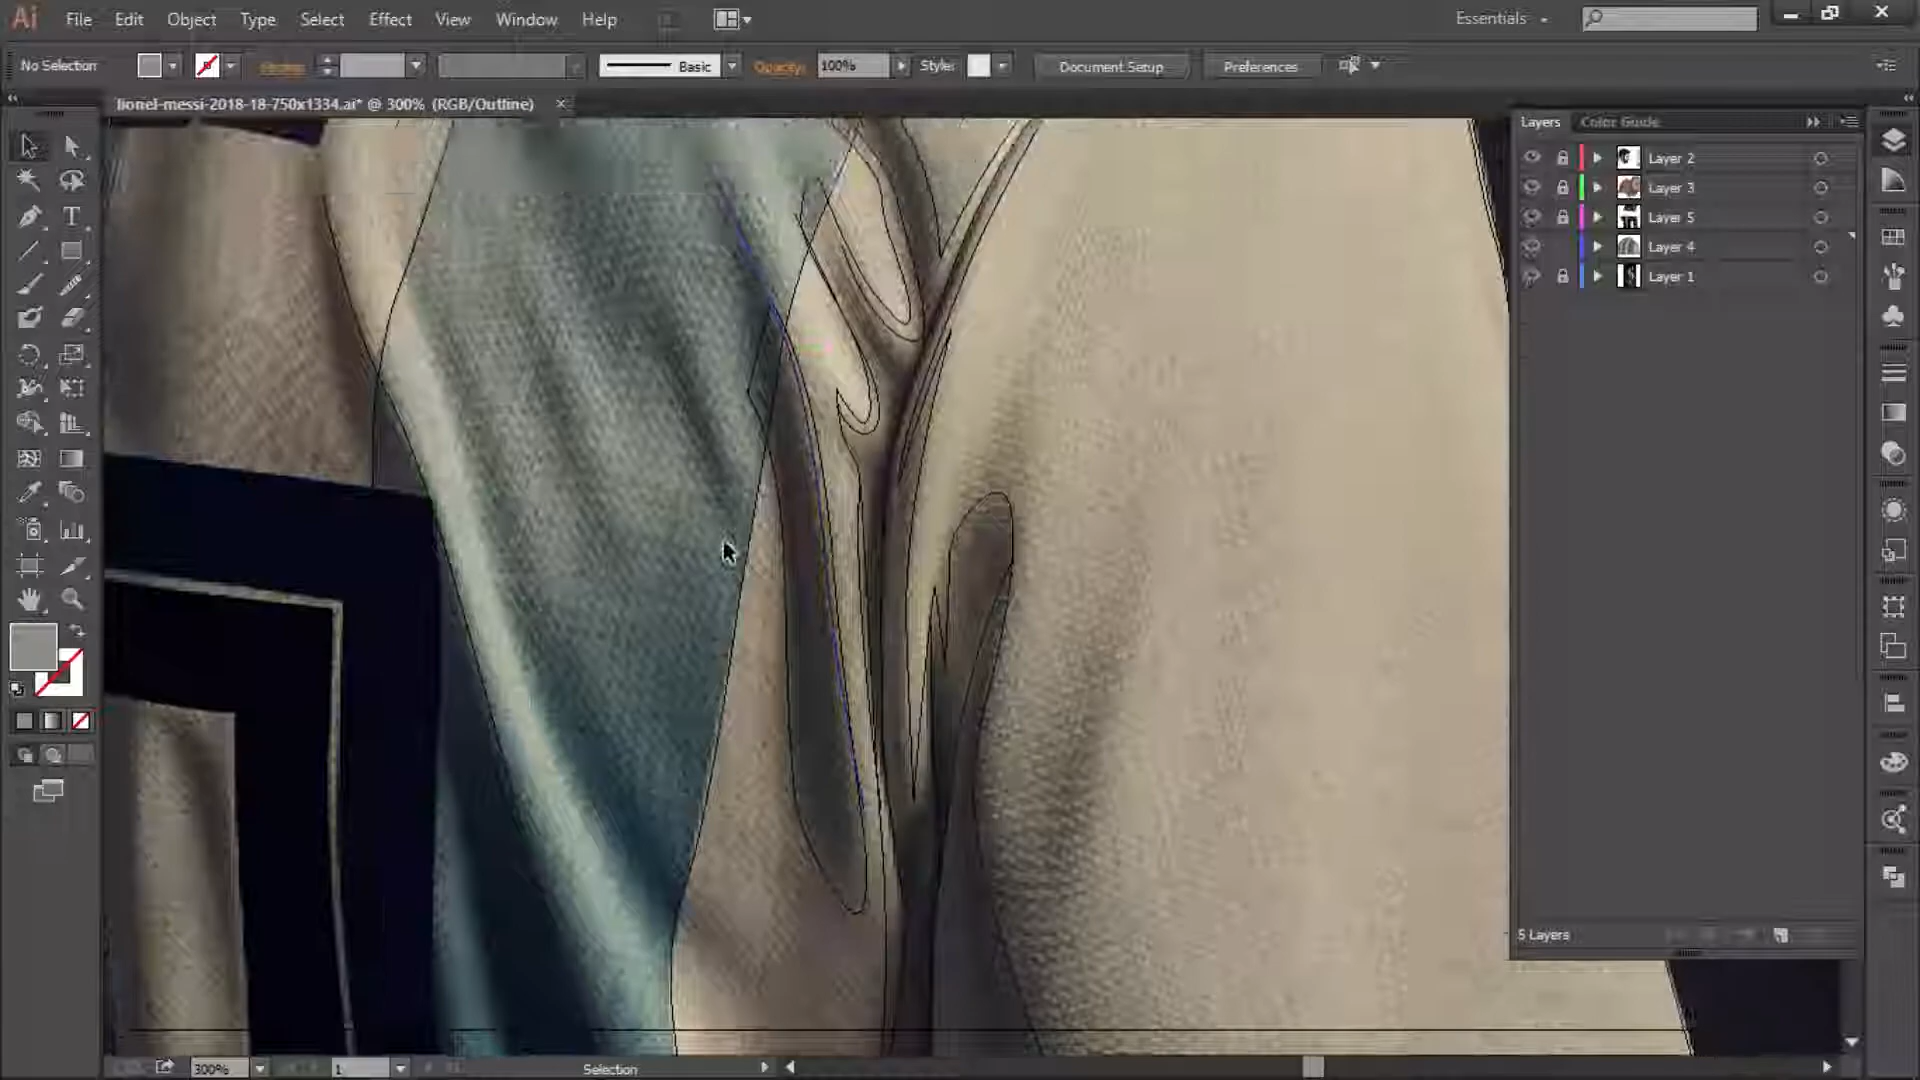 Ai File Edit Object Type Select Effect View Window Help Essentials
No Selection Basic Opacity: 100% Style: Document Setup Preferences
lionel-messi-2018-18-750x1334.ai* @ 300% (RGB/Outline) ×
Layers Color Guide
Layer 2
Layer 3
Layer 5
Layer 4
Layer 1
5 Layers
300% 1 Selection